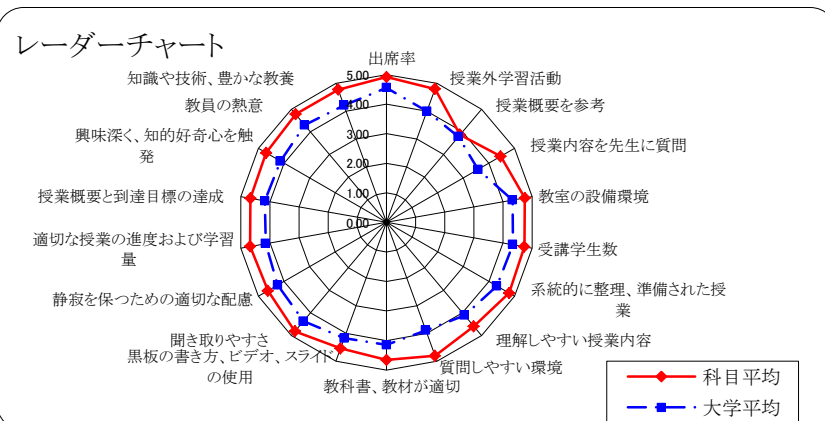 レーダーチャート
出席率
授業外学習活動
授業概要を参考
授業内容を先生に質問
教室の設備環境
受講学生数
系統的に整理、準備された授
業
理解しやすい授業内容
質問しやすい環境
教科書、教材が適切
黒板の書き方、ビデオ、スライド
の使用
聞き取りやすさ
静寂を保つための適切な配慮
適切な授業の進度および学習
量
授業概要と到達目標の達成
興味深く、知的好奇心を触
発
教員の熱意
知識や技術、豊かな教養
5.00
4.00
3.00
2.00
1.00
0.00
科目平均
大学平均